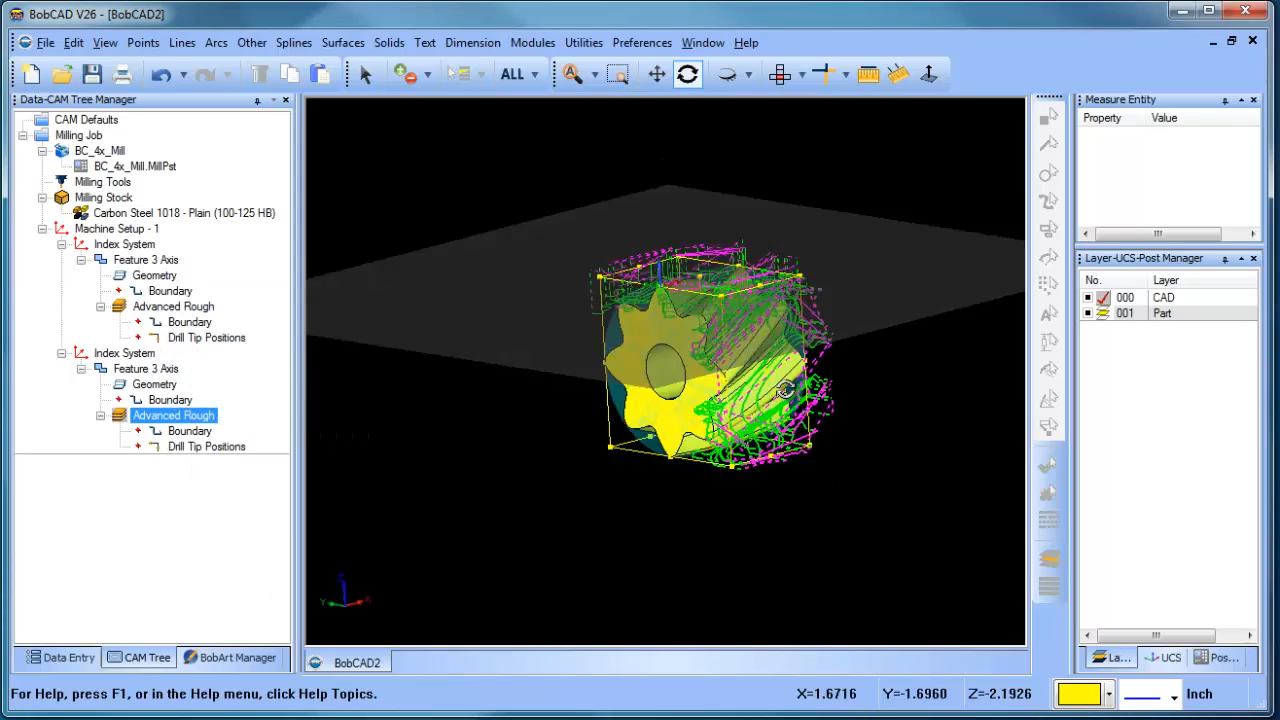 BobCAD V26 - [BobCAD2]
File Edit View Points Lines Arcs Other Splines Surfaces Solids Text Dimension Modules Utilities Preferences Window Help
ALL
Data-CAM Tree Manager
CAM Defaults
Milling Job
BC_4x_Mill
BC_4x_Mill.MillPst
Milling Tools
Milling Stock
Carbon Steel 1018 - Plain (100-125 HB)
Machine Setup - 1
Index System
Feature 3 Axis
Geometry
Boundary
Advanced Rough
Boundary
Drill Tip Positions
Index System
Feature 3 Axis
Geometry
Boundary
Advanced Rough
Boundary
Drill Tip Positions
Data Entry CAM Tree BobArt Manager
Z
Y X
BobCAD2
Measure Entity
Property Value
Layer-UCS-Post Manager
No. Layer
000 CAD
001 Part
La... UCS Pos...
For Help, press F1, or in the Help menu, click Help Topics. X=1.6716 Y=-1.6960 Z=-2.1926 Inch